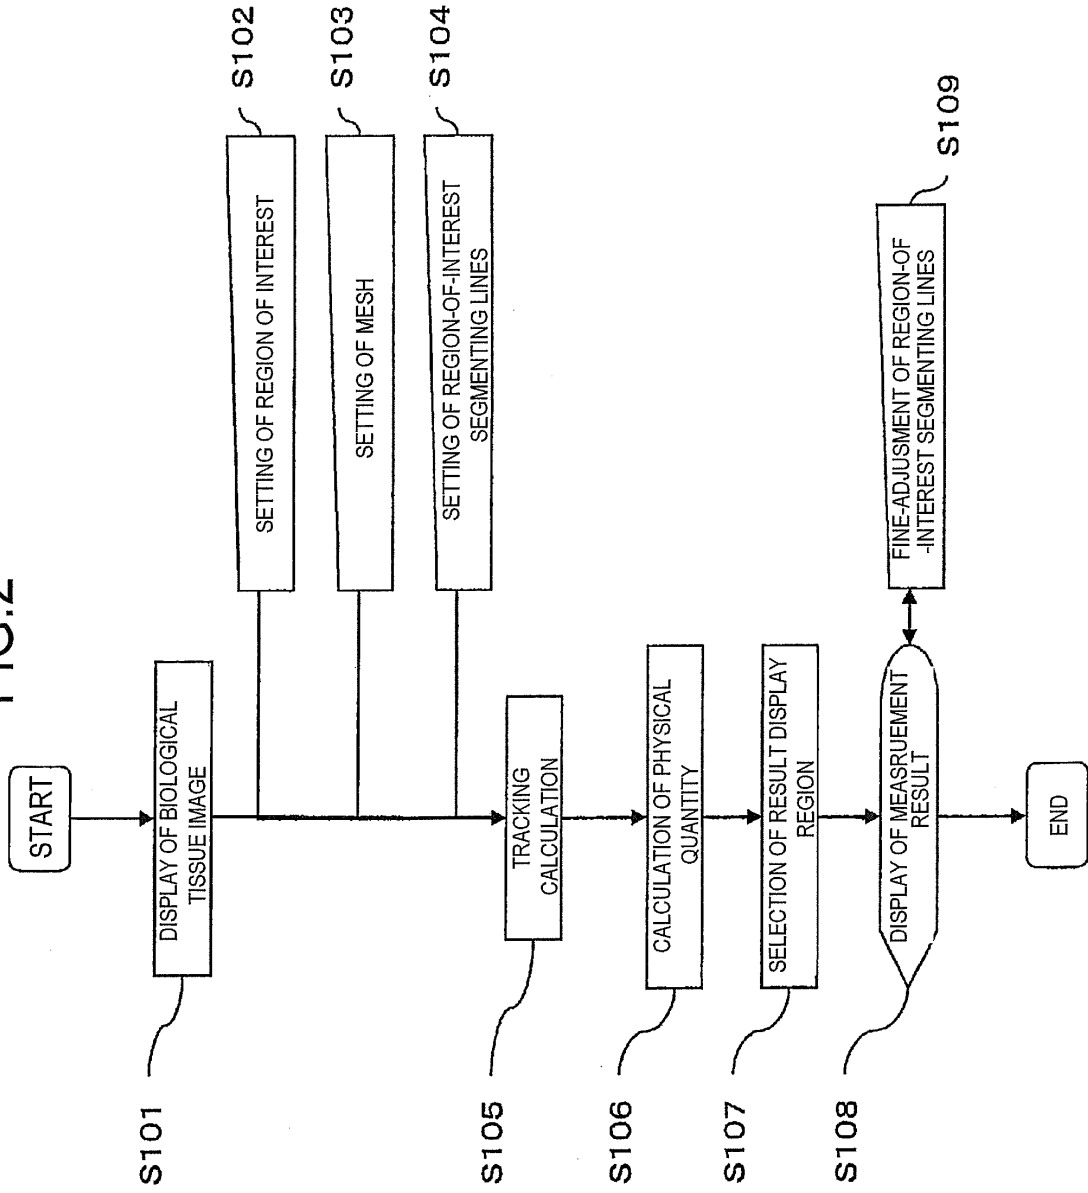 FIG.2
START
DISPLAY OF BIOLOGICAL
TISSUE IMAGE
S101
SETTING OF REGION OF INTEREST
S102
SETTING OF MESH
S103
SETTING OF REGION-OF-INTEREST
SEGMENTING LINES
S104
TRACKING
CALCULATION
S105
CALCULATION OF PHYSICAL
QUANTITY
S106
SELECTION OF RESULT DISPLAY
REGION
S107
DISPLAY OF MEASRUEMENT
RESULT
S108
FINE-ADJUSMENT OF REGION-OF
-INTEREST SEGMENTING LINES
S109
END